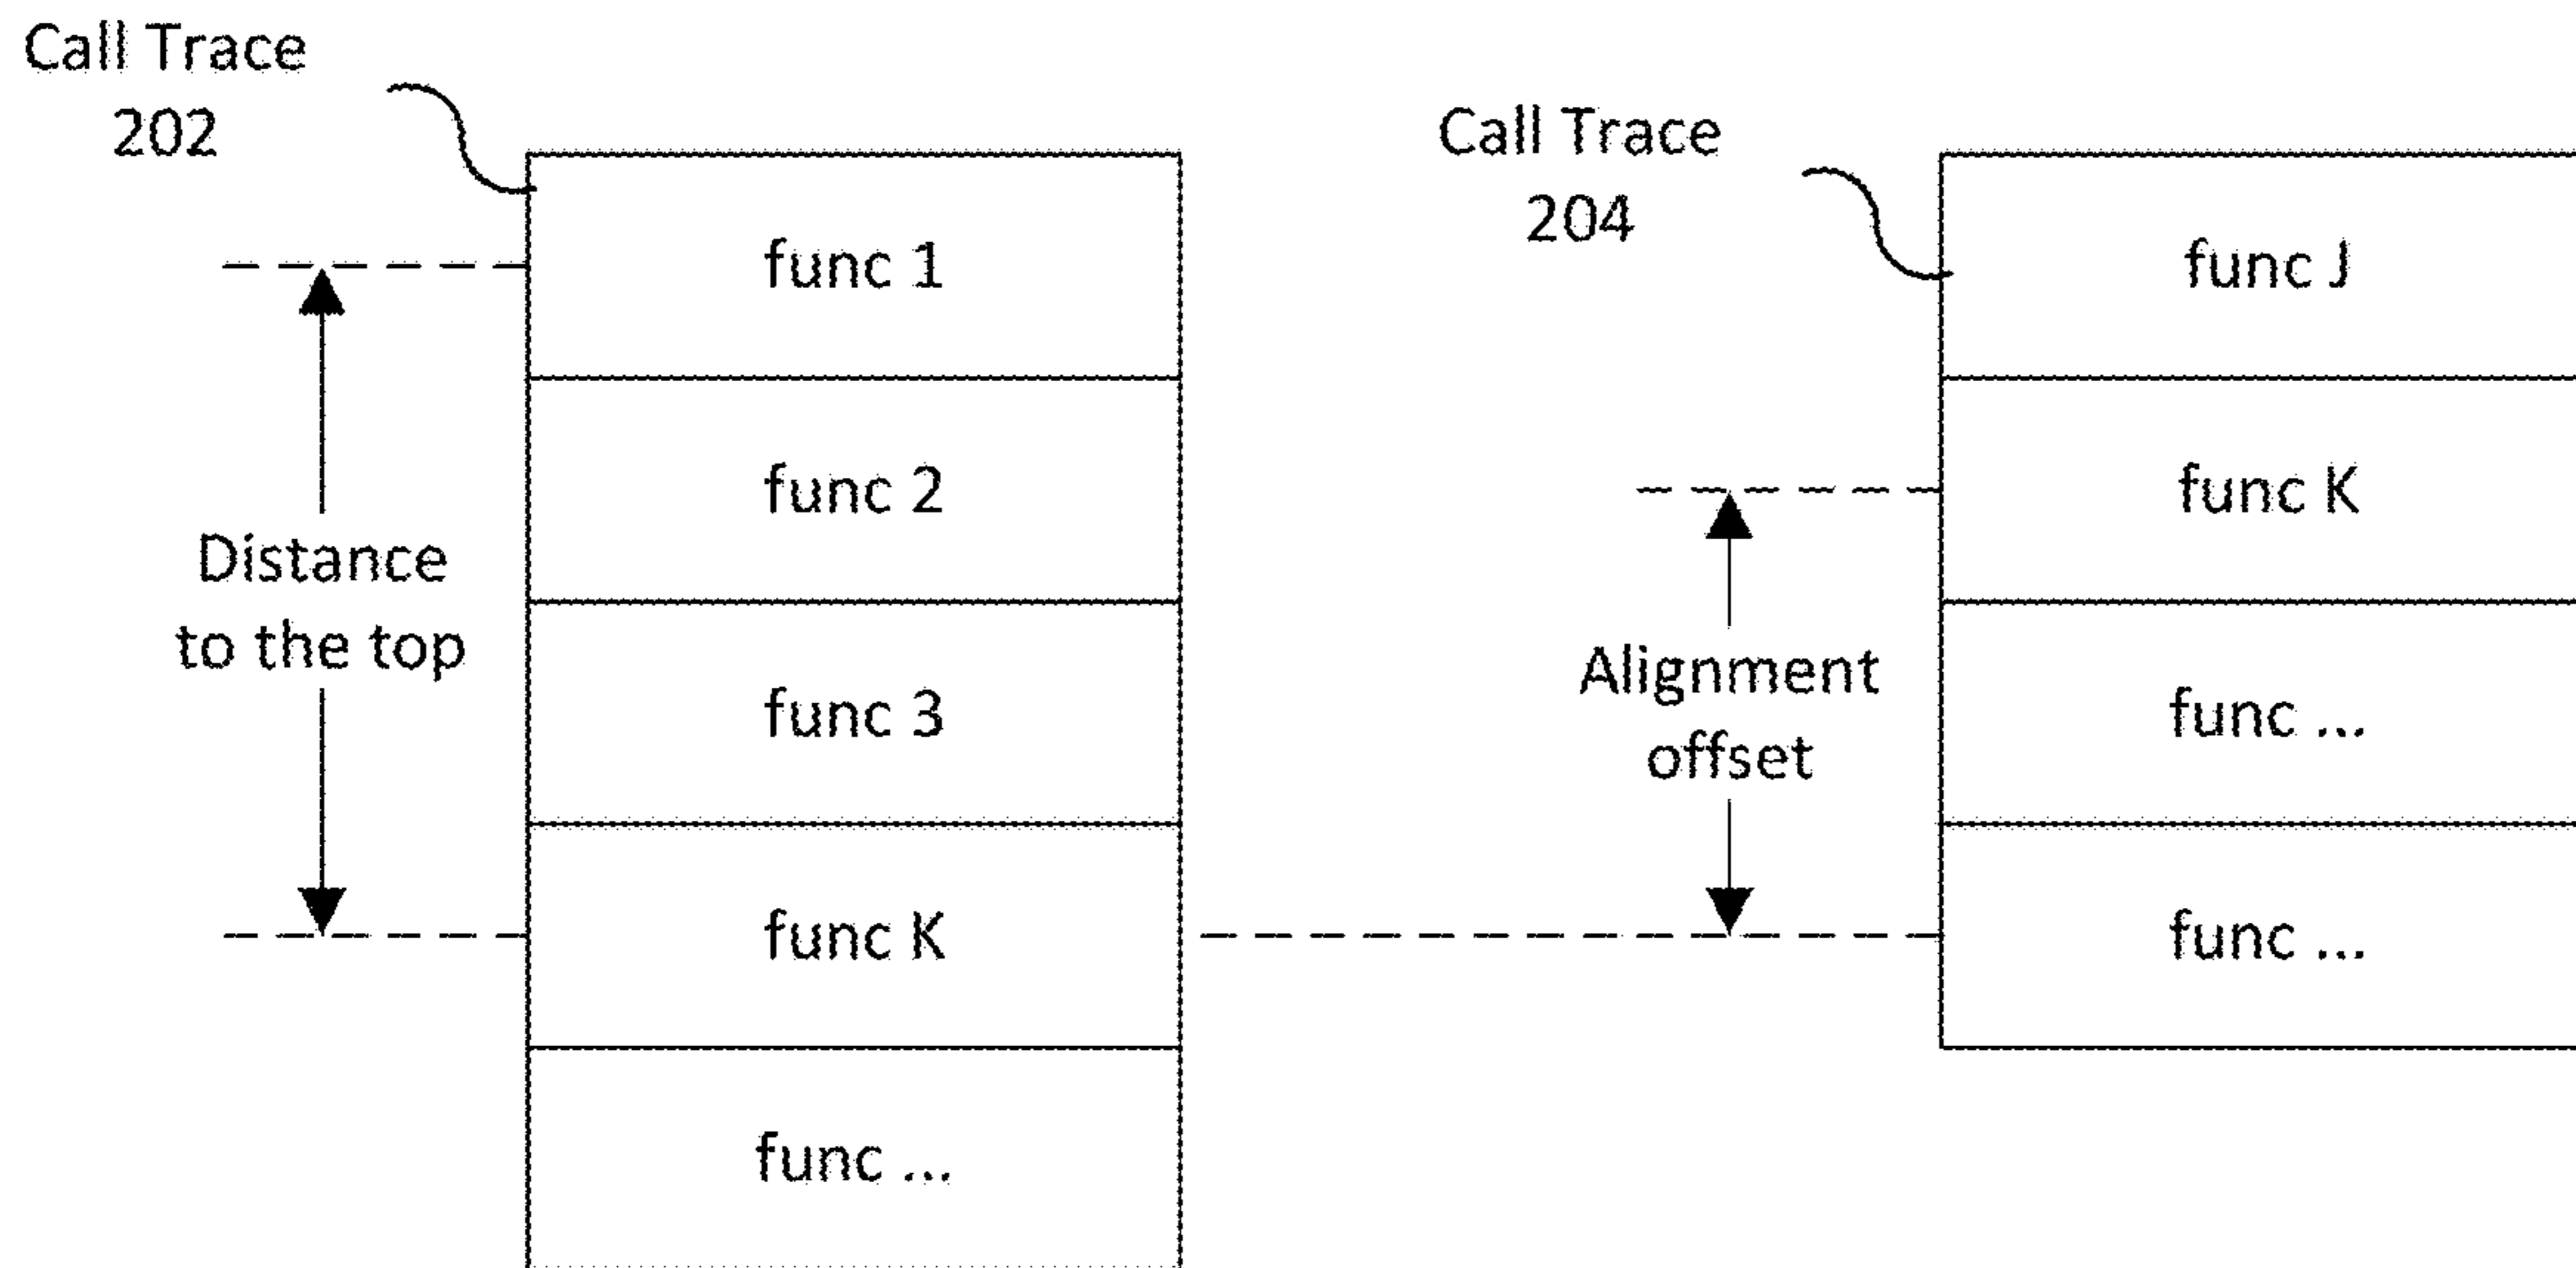 Call Trace
202
func 1
func 2
func 3
func K
func ...
Distance
to the top
Call Trace
204
func J
func K
func ...
func ...
Alignment
offset